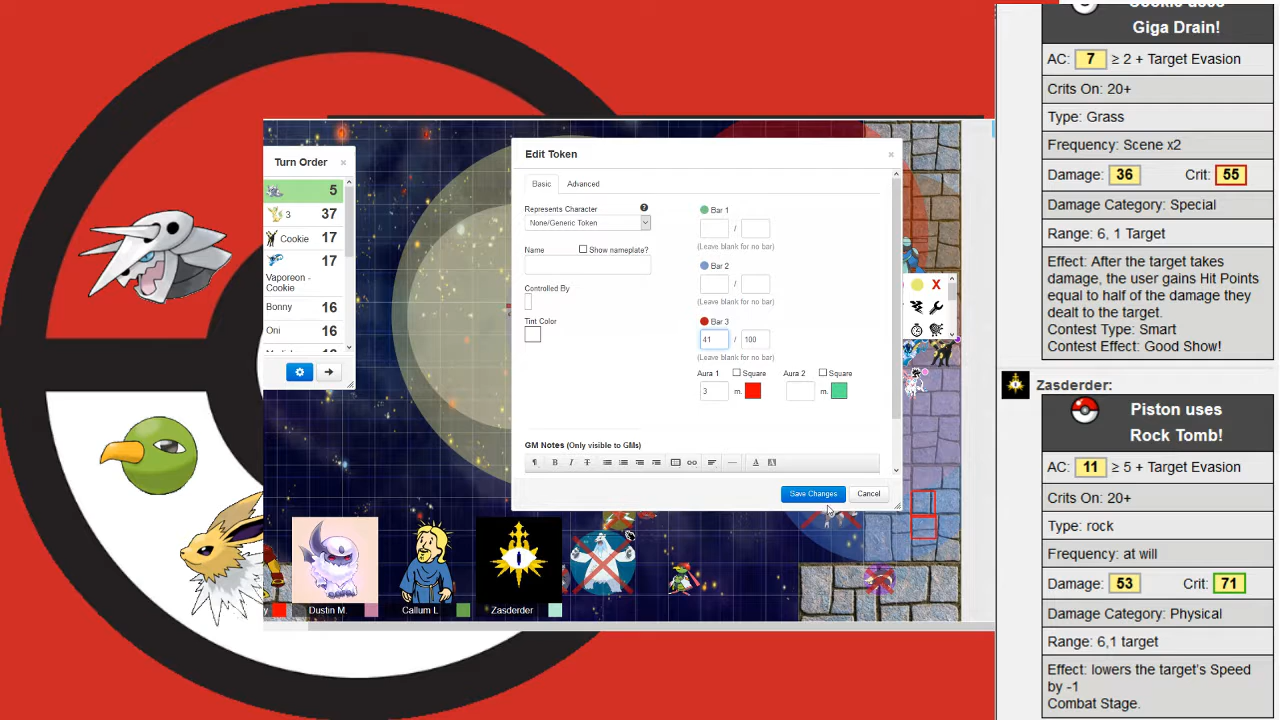 Turn Order ×
5
3 37
Cookie 17
17
Vaporeon -
Cookie
Bonny 16
Oni 16
Edit Token ×
Basic Advanced
Represents Character ?
None/Generic Token
Name Show nameplate?
Controlled By
Tint Color
Bar 1
/
(Leave blank for no bar)
Bar 2
/
(Leave blank for no bar)
Bar 3
41 / 100
(Leave blank for no bar)
Aura 1 Square Aura 2 Square
3 m. m.
GM Notes (Only visible to GMs)
Save Changes Cancel
Dustin M.
Callum L
Zasderder
Giga Drain!
AC: 7 ≥ 2 + Target Evasion
Crits On: 20+
Type: Grass
Frequency: Scene x2
Damage: 36 Crit: 55
Damage Category: Special
Range: 6, 1 Target
Effect: After the target takes
damage, the user gains Hit Points
equal to half of the damage they
dealt to the target.
Contest Type: Smart
Contest Effect: Good Show!
Zasderder:
Piston uses
Rock Tomb!
AC: 11 ≥ 5 + Target Evasion
Crits On: 20+
Type: rock
Frequency: at will
Damage: 53 Crit: 71
Damage Category: Physical
Range: 6,1 target
Effect: lowers the target's Speed
by -1
Combat Stage.